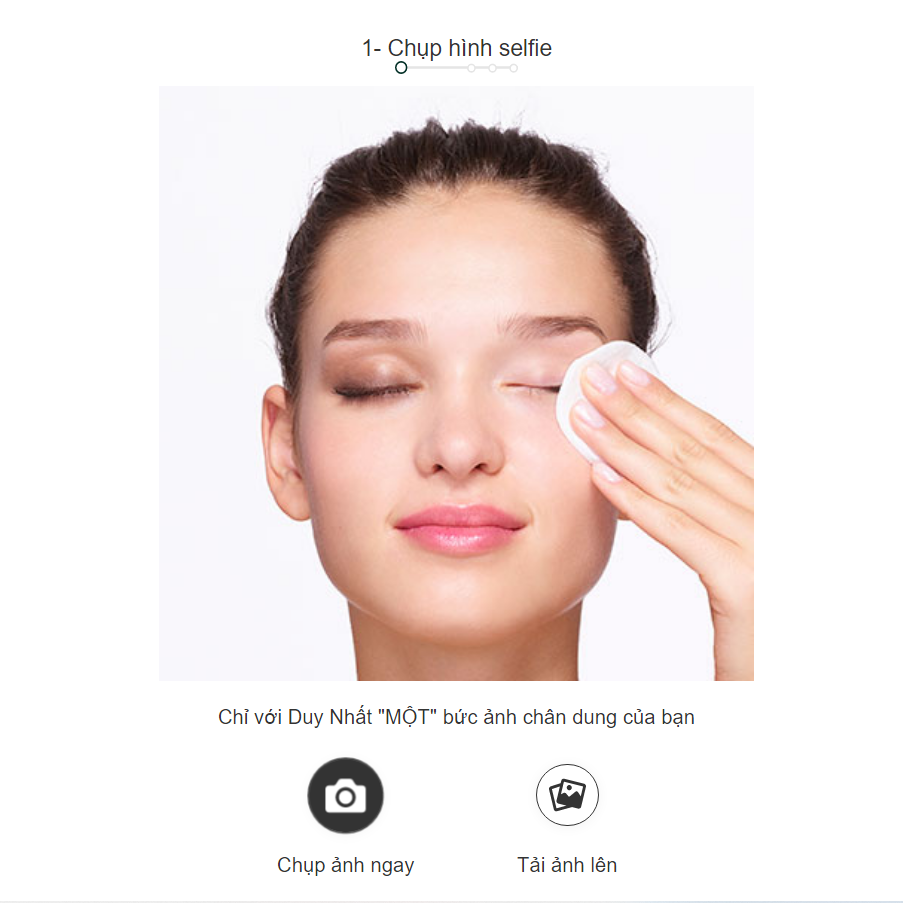 1- Chụp hình selfie
Chỉ với Duy Nhất "MỘT" bức ảnh chân dung của bạn
Chụp ảnh ngay
Tải ảnh lên